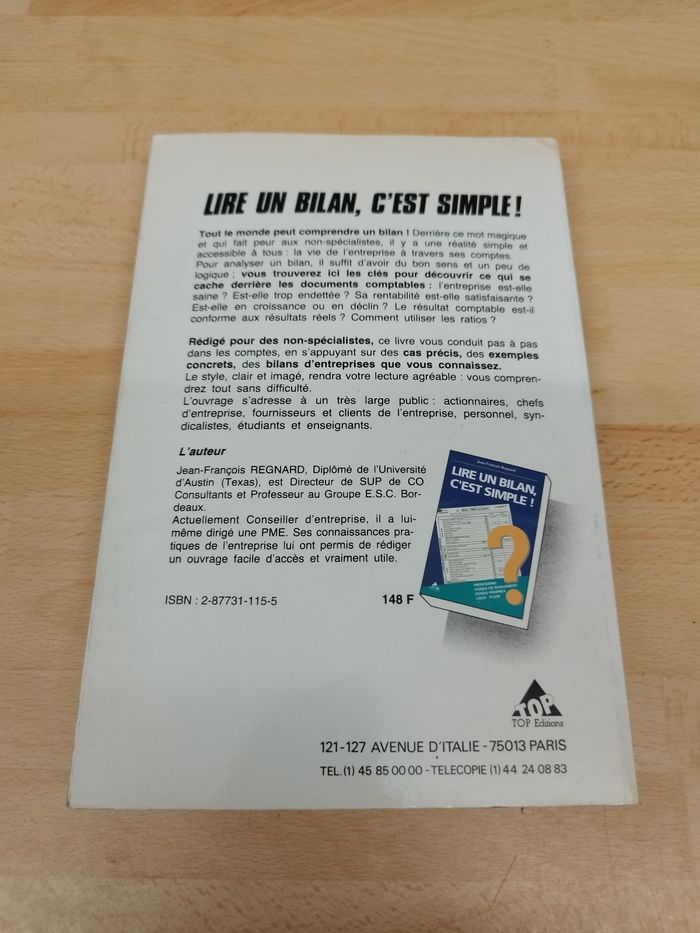 LIRE UN BILAN, C'EST SIMPLE !
Tout le monde peut comprendre un bilan ! Derrière ce mot magique
et qui fait peur aux non-spécialistes, il y a une réalité simple et
accessible à tous : la vie de l'entreprise à travers ses comptes.
Pour analyser un bilan, il suffit d'avoir du bon sens et un peu de
logique ; vous trouverez ici les clés pour découvrir ce qui se
cache derrière les documents comptables : l'entreprise est-elle
saine ? Est-elle trop endettée ? Sa rentabilité est-elle satisfaisante ?
Est-elle en croissance ou en déclin ? Le résultat comptable est-il
conforme aux résultats réels ? Comment utiliser les ratios ?
Rédigé pour des non-spécialistes, ce livre vous conduit pas à pas
dans les comptes, en s'appuyant sur des cas précis, des exemples
concrets, des bilans d'entreprises que vous connaissez.
Le style, clair et imagé, rendra votre lecture agréable : vous compren-
drez tout sans difficulté.
L'ouvrage s'adresse à un très large public : actionnaires, chefs
d'entreprise, fournisseurs et clients de l'entreprise, personnel, syn-
dicalistes, étudiants et enseignants.
L'auteur
Jean-François REGNARD, Diplômé de l'Université
d'Austin (Texas), est Directeur de SUP de CO
Consultants et Professeur au Groupe E.S.C. Bor-
deaux.
Actuellement Conseiller d'entreprise, il a lui-
même dirigé une PME. Ses connaissances pra-
tiques de l'entreprise lui ont permis de rédiger
un ouvrage facile d'accès et vraiment utile.
Jean-François Regnard
LIRE UN BILAN,
C'EST SIMPLE !
?
PROVISIONS
FONDS DE ROULEMENT
FONDS PROPRES
ISBN : 2-87731-115-5
148 F
TOP
TOP Editions
121-127 AVENUE D'ITALIE - 75013 PARIS
TEL. (1) 45 85 00 00 - TELECOPIE (1) 44 24 08 83